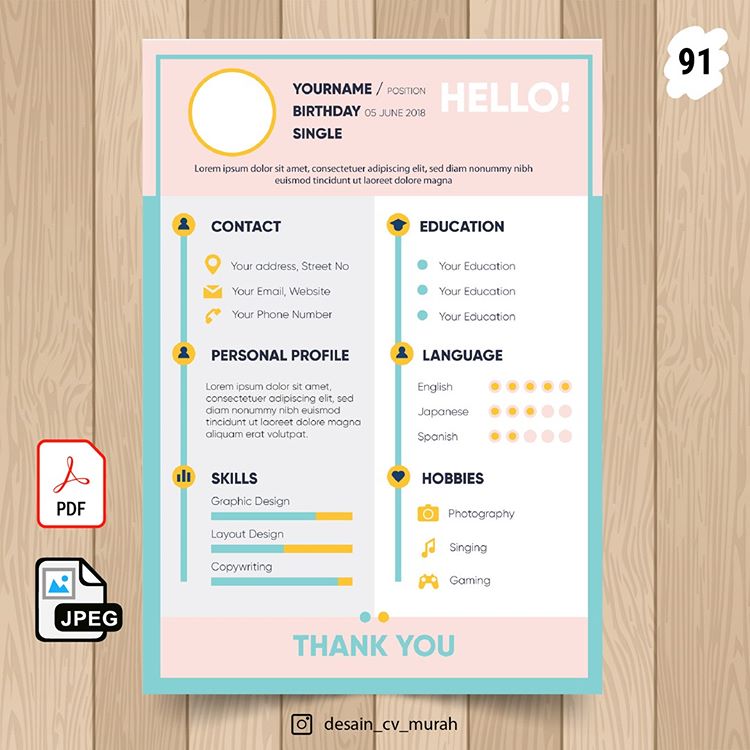 91
YOURNAME / POSITION
HELLO!
BIRTHDAY 05 JUNE 2018
SINGLE
Lorem ipsum dolor sit amet, consectetuer adipiscing elit, sed diam nonummy nibh
euismod tincidunt ut laoreet dolore magna
CONTACT
Your address, Street No
Your Email, Website
Your Phone Number
PERSONAL PROFILE
Lorem ipsum dolor sit amet,
consectetuer adipiscing elit, sed
diam nonummy nibh euismod
tincidunt ut laoreet dolore magna
aliquam erat volutpat.
SKILLS
Graphic Design
Layout Design
Copywriting
EDUCATION
Your Education
Your Education
Your Education
LANGUAGE
English
Japanese
Spanish
HOBBIES
Photography
Singing
Gaming
THANK YOU
PDF
JPEG
desain_cv_murah